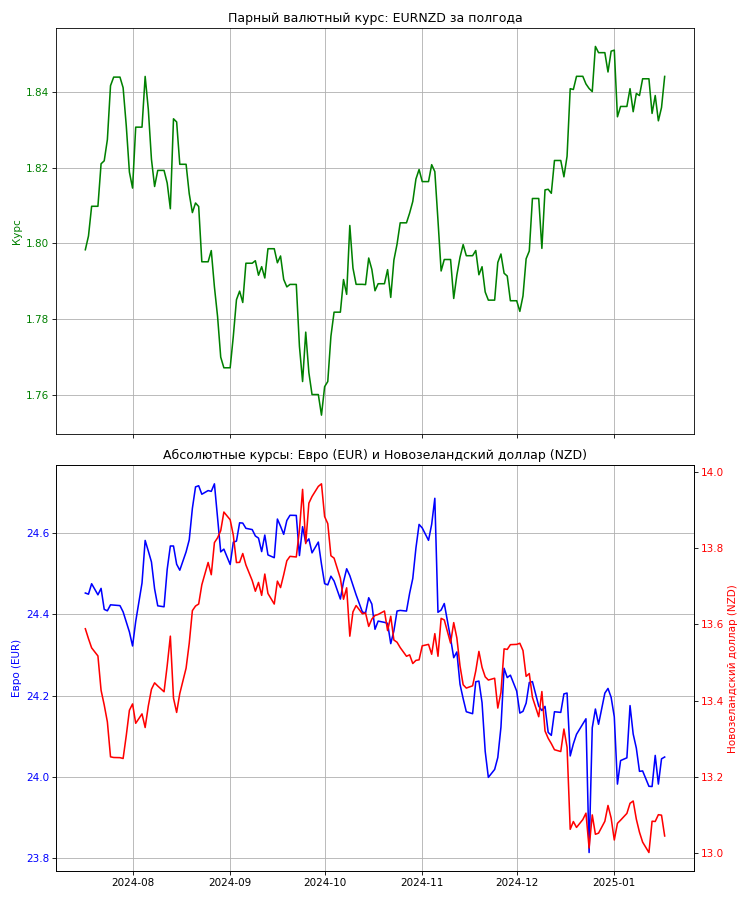 Парный валютный курс: EURNZD за полгода
1.84
1.82
1.80
1.78
1.76
Курс
Абсолютные курсы: Евро (EUR) и Новозеландский доллар (NZD)
24.6
24.4
24.2
24.0
23.8
Евро (EUR)
14.0
13.8
13.6
13.4
13.2
13.0
Новозеландский доллар (NZD)
2024-08 2024-09 2024-10 2024-11 2024-12 2025-01